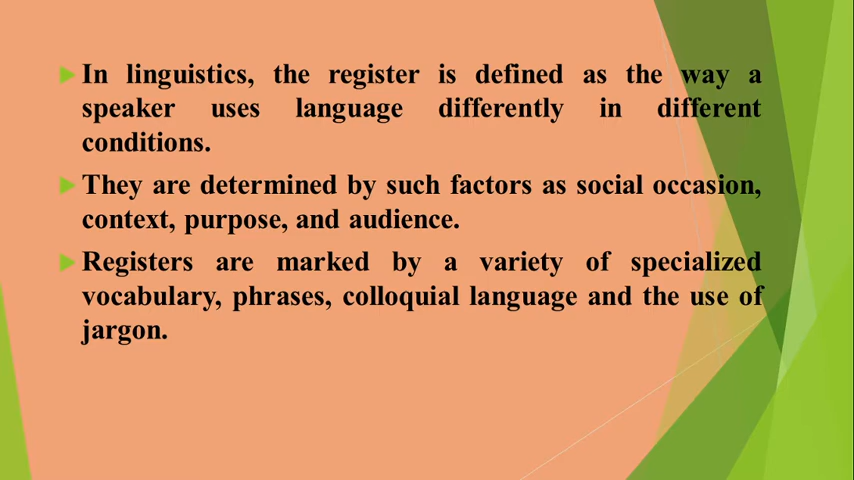 In linguistics, the register is defined as the way a
speaker uses language differently in different
conditions.
They are determined by such factors as social occasion,
context, purpose, and audience.
Registers are marked by a variety of specialized
vocabulary, phrases, colloquial language and the use of
jargon.